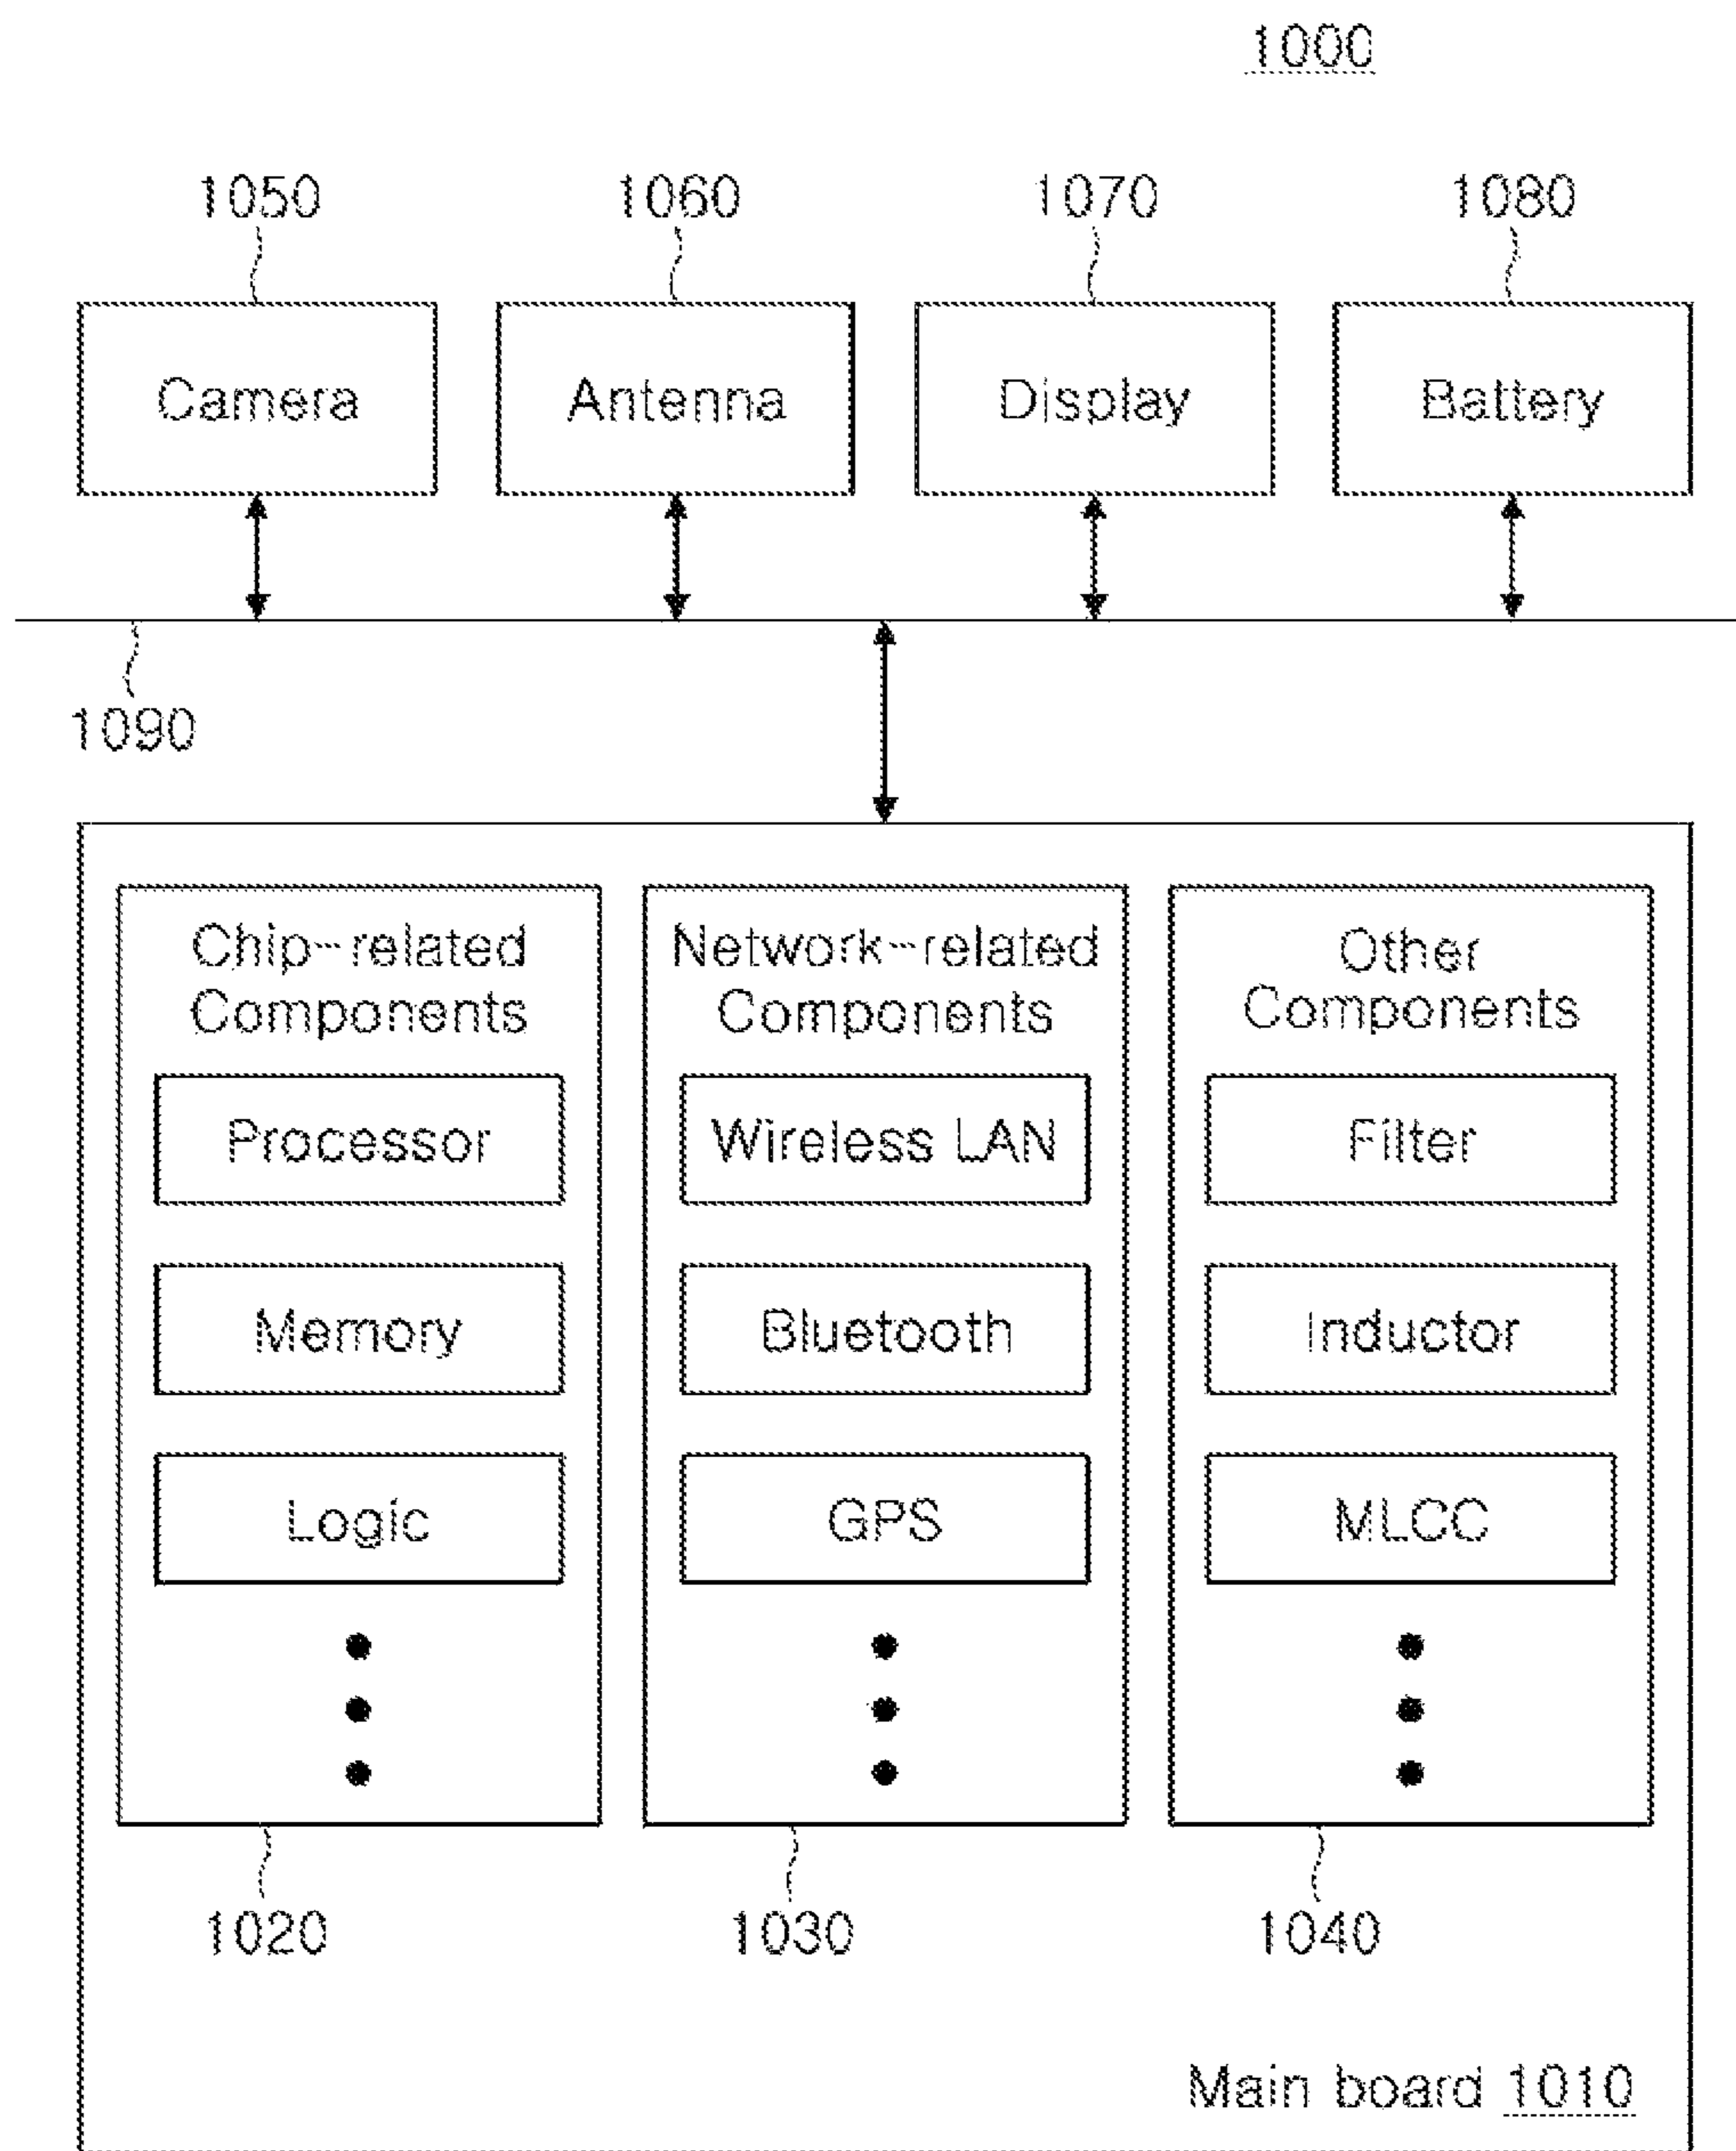 1000
1050
1060
1070
1080
Camera
Antenna
Display
Battery
1090
Chip-related
Components
Processor
Memory
Logic
Network-related
Components
Wireless LAN
Bluetooth
GPS
Other
Components
Filter
Inductor
MLCC
1020
1030
1040
Main board 1010